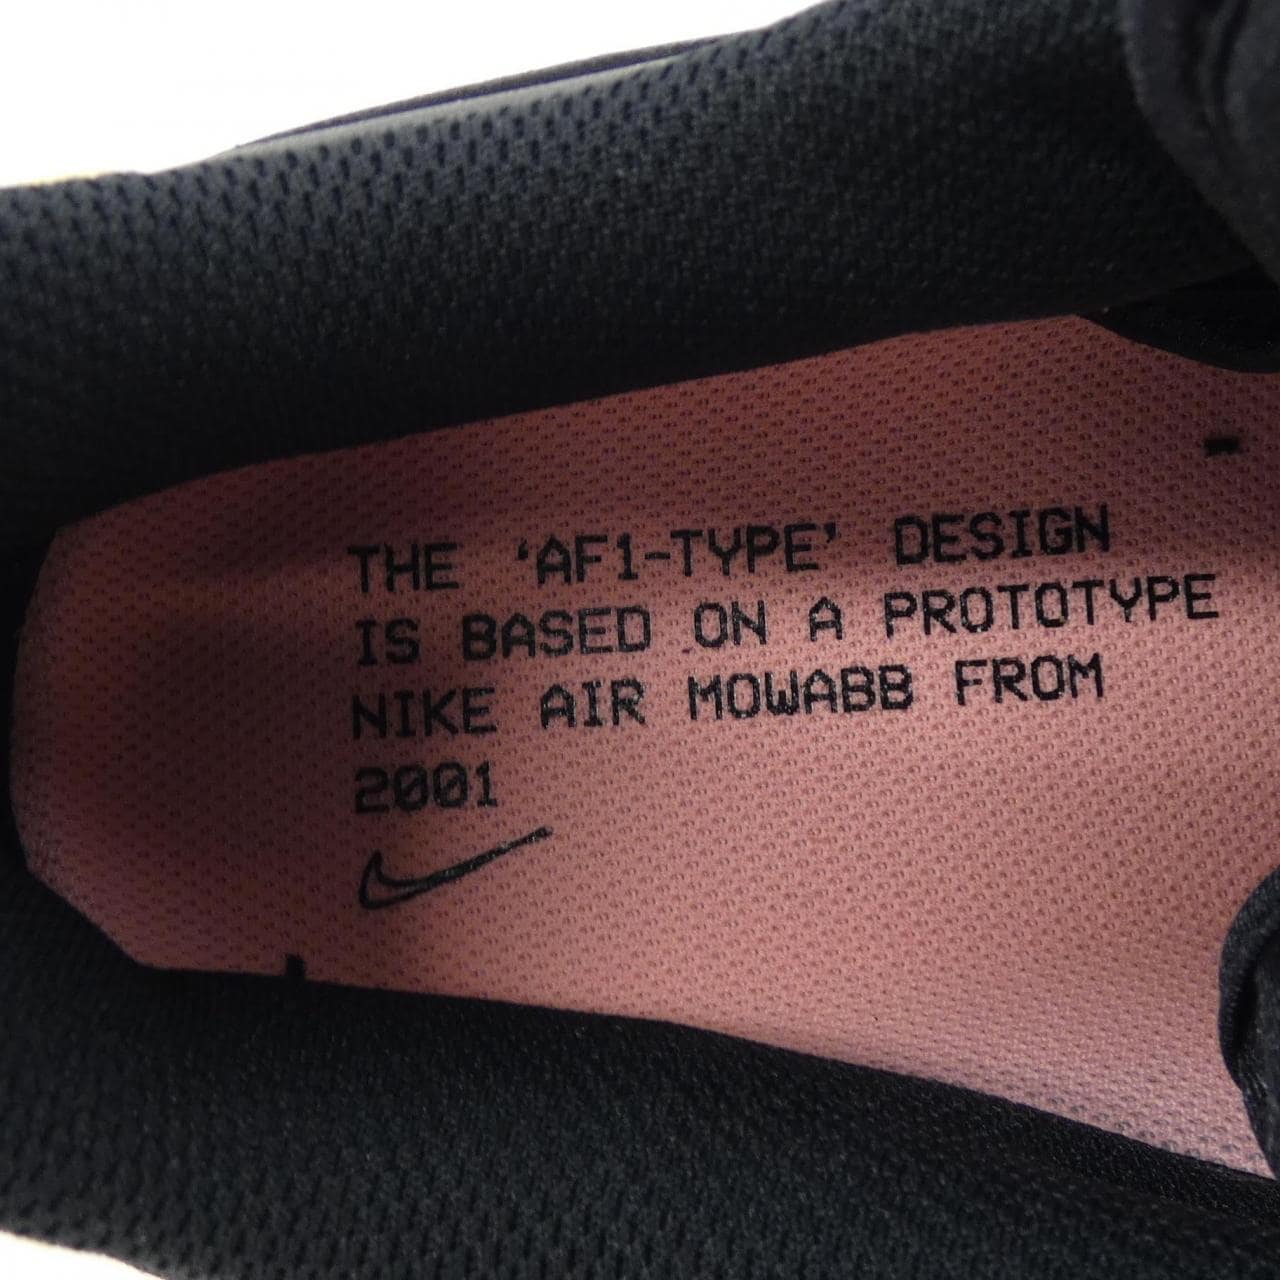 THE ‘AF1-TYPE’ DESIGN
IS BASED ON A PROTOTYPE
NIKE AIR MOWABB FROM
2001